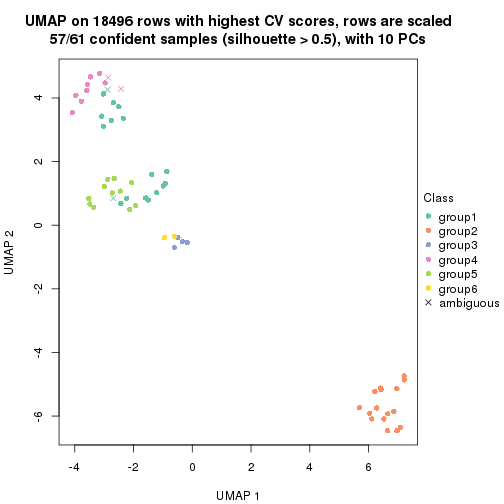 UMAP on 18496 rows with highest CV scores, rows are scaled
57/61 confident samples (silhouette > 0.5), with 10 PCs
UMAP 2
4
2
0
-2
-4
-6
-4
-2
0
2
4
6
UMAP 1
Class
group1
group2
group3
group4
group5
group6
ambiguous